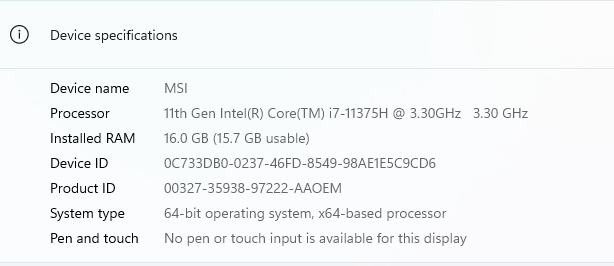 Device specifications
Device name MSI
Processor 11th Gen Intel(R) Core(TM) i7-11375H @ 3.30GHz 3.30 GHz
Installed RAM 16.0 GB (15.7 GB usable)
Device ID 0C733DB0-0237-46FD-8549-98AE1E5C9CD6
Product ID 00327-35938-97222-AAOEM
System type 64-bit operating system, x64-based processor
Pen and touch No pen or touch input is available for this display